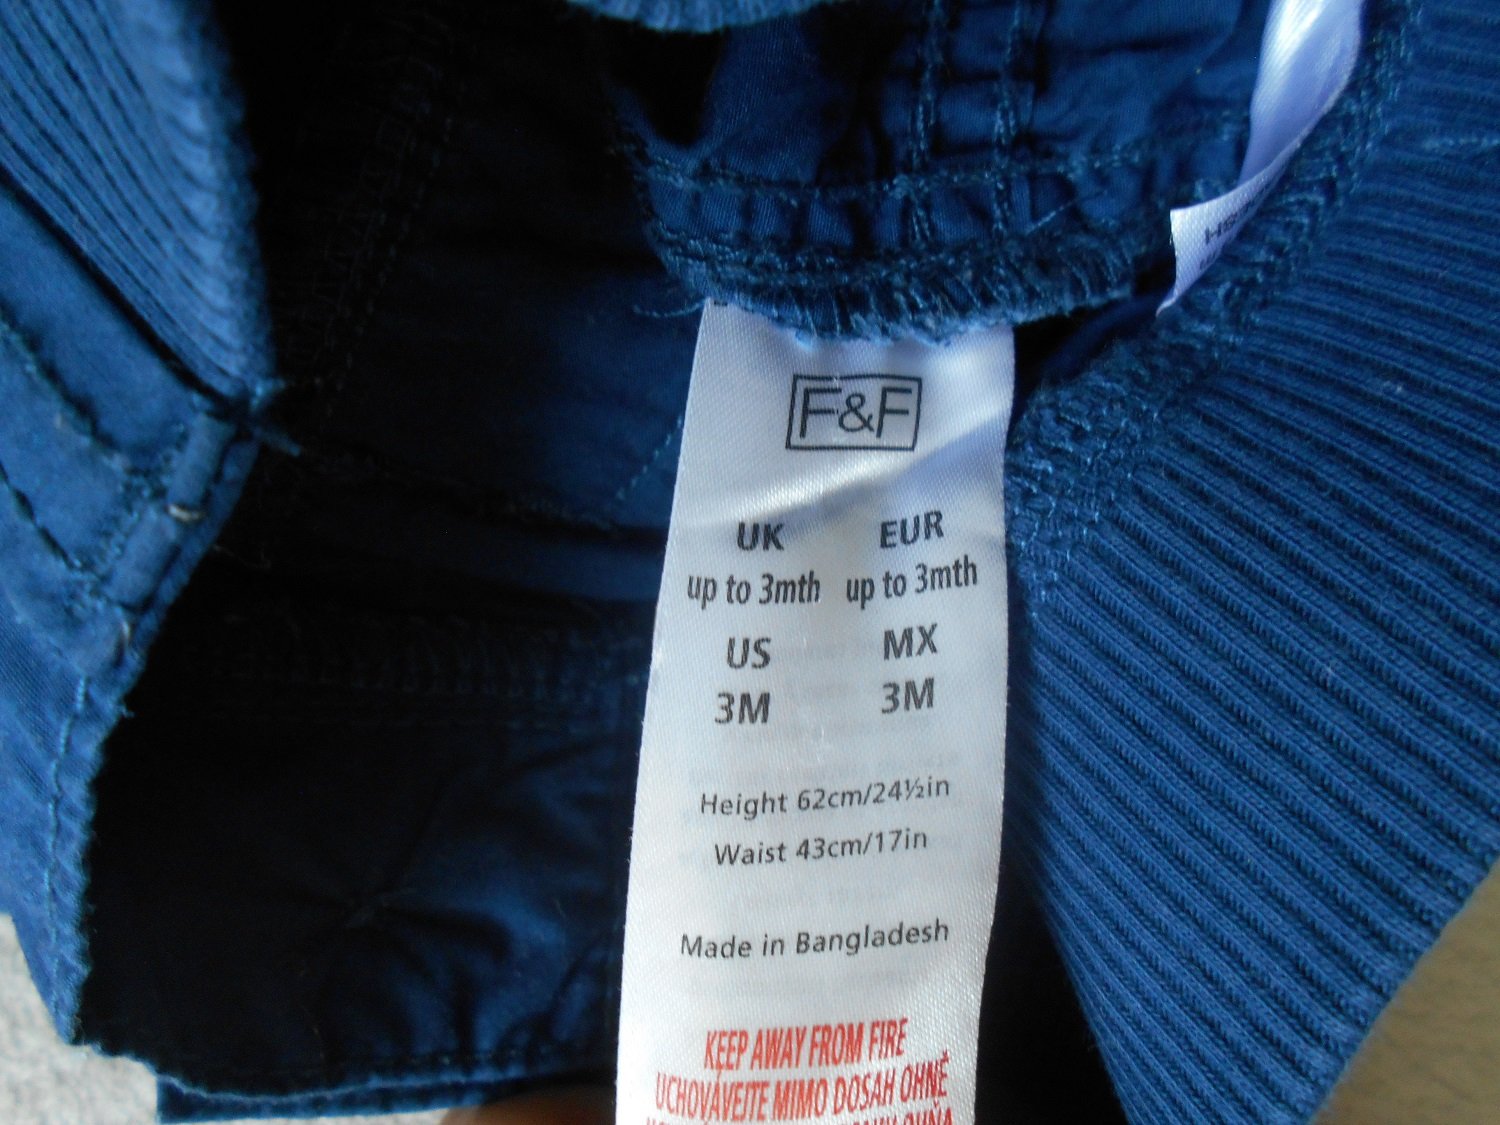 F&F
UK EUR
up to 3mth up to 3mth
US MX
3M 3M
Height 62cm/24½in
Waist 43cm/17in
Made in Bangladesh
KEEP AWAY FROM FIRE
UCHOVÁVEJTE MIMO DOSAH OHNĚ